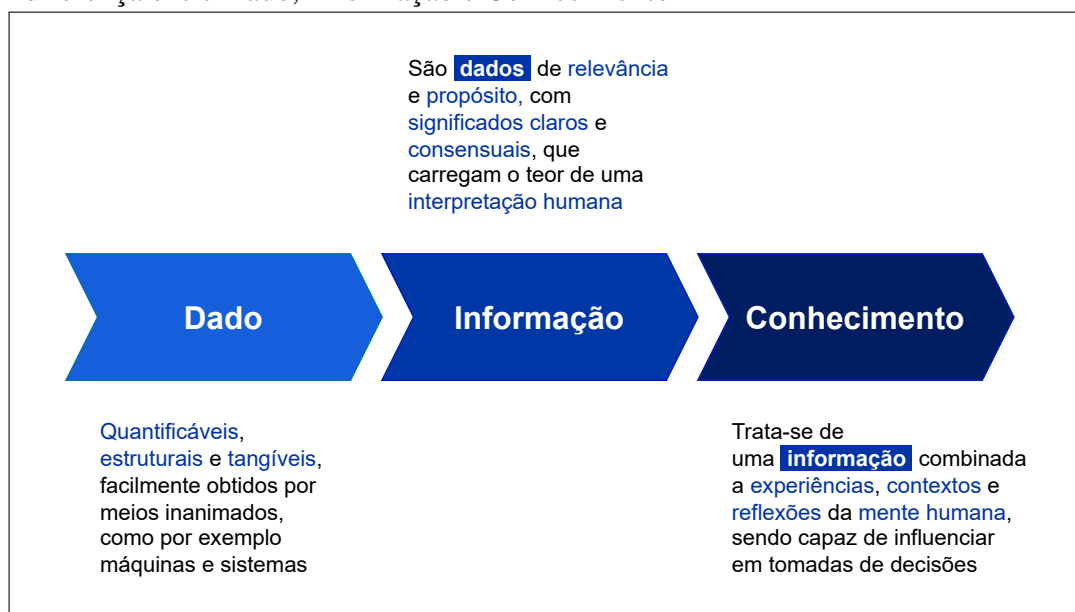 São dados de relevância
e propósito, com
significados claros e
consensuais, que
carregam o teor de uma
interpretação humana
Dado
Informação
Conhecimento
Quantificáveis,
estruturais e tangíveis,
facilmente obtidos por
meios inanimados,
como por exemplo
máquinas e sistemas
Trata-se de
uma informação combinada
a experiências, contextos e
reflexões da mente humana,
sendo capaz de influenciar
em tomadas de decisões